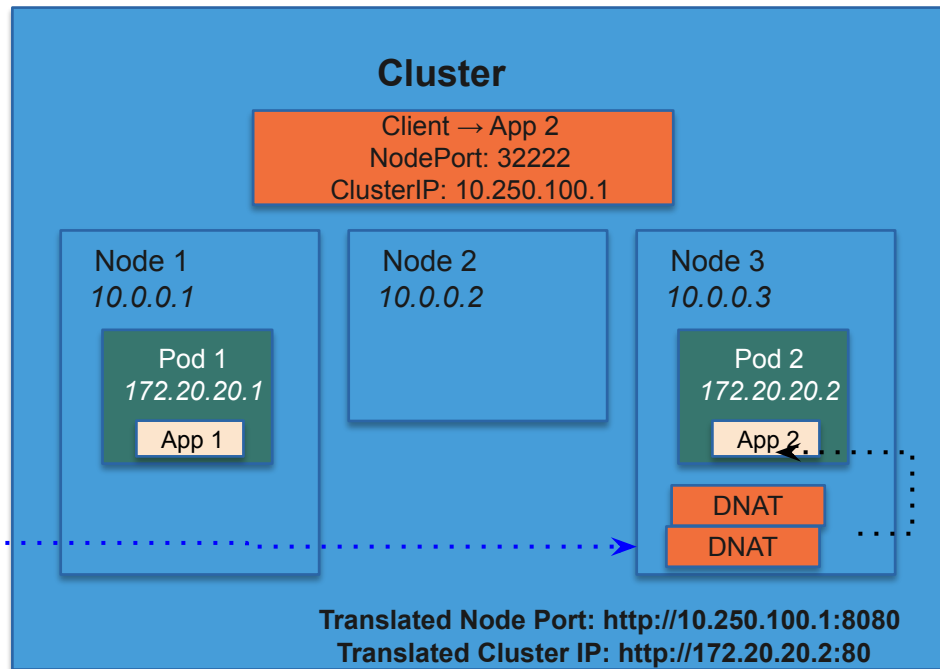 Cluster
Client → App 2
NodePort: 32222
ClusterIP: 10.250.100.1
Node 1
10.0.0.1
Pod 1
172.20.20.1
App 1
Node 2
10.0.0.2
Node 3
10.0.0.3
Pod 2
172.20.20.2
App 2
DNAT
DNAT
Translated Node Port: http://10.250.100.1:8080
Translated Cluster IP: http://172.20.20.2:80